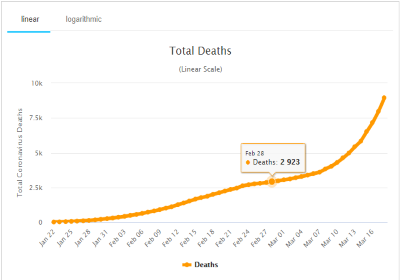 linear logarithmic
Total Deaths
(Linear Scale)
Total Coronavirus Deaths
10k
7.5k
5k
2.5k
0
Feb 28
Deaths: 2 923
Jan 22 Jan 25 Jan 28 Jan 31 Feb 03 Feb 06 Feb 09 Feb 12 Feb 15 Feb 18 Feb 21 Feb 24 Feb 27 Mar 01 Mar 04 Mar 07 Mar 10 Mar 13 Mar 16
Deaths